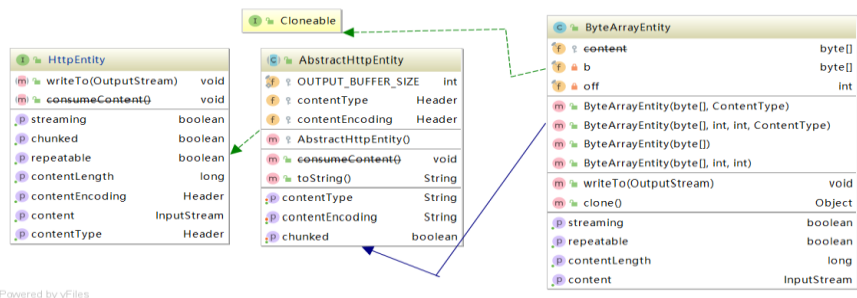 Cloneable
HttpEntity
writeTo(OutputStream) void
consumeContent() void
streaming boolean
chunked boolean
repeatable boolean
contentLength long
contentEncoding Header
content InputStream
contentType Header
AbstractHttpEntity
OUTPUT_BUFFER_SIZE int
contentType Header
contentEncoding Header
AbstractHttpEntity()
consumeContent() void
toString() String
contentType String
contentEncoding String
chunked boolean
ByteArrayEntity
content byte[]
b byte[]
off int
ByteArrayEntity(byte[], ContentType)
ByteArrayEntity(byte[], int, int, ContentType)
ByteArrayEntity(byte[])
ByteArrayEntity(byte[], int, int)
writeTo(OutputStream) void
clone() Object
streaming boolean
repeatable boolean
contentLength long
content InputStream
Powered by yFiles